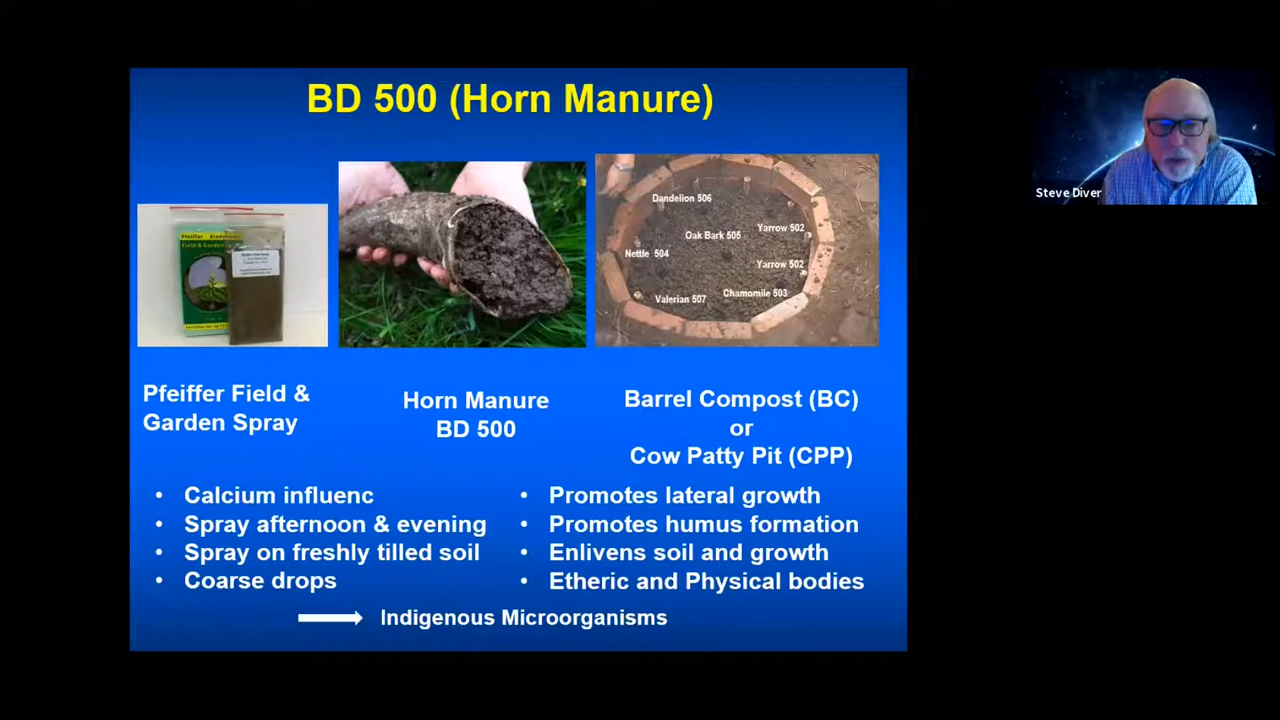 BD 500 (Horn Manure)
Steve Diver
Pfeiffer
Field & Garden
Dandelion 506
Oak Bark 505
Yarrow 502
Nettle 504
Yarrow 502
Valerian 507
Chamomile 503
Pfeiffer Field &
Garden Spray
Horn Manure
BD 500
Barrel Compost (BC)
or
Cow Patty Pit (CPP)
• Calcium influenc
• Spray afternoon & evening
• Spray on freshly tilled soil
• Coarse drops
• Promotes lateral growth
• Promotes humus formation
• Enlivens soil and growth
• Etheric and Physical bodies
Indigenous Microorganisms